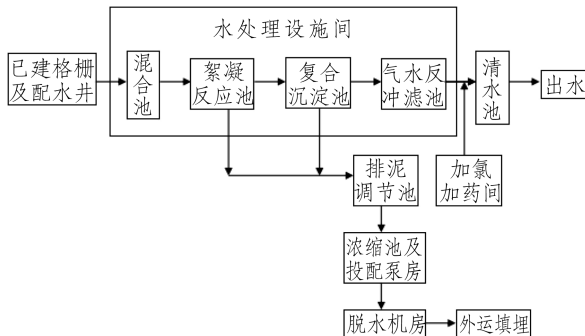 水处理设施间
已建格栅
及配水井
混
合
池
絮凝
反应池
复合
沉淀池
气水反
冲滤池
清
水
池
出水
排泥
调节池
加氯
加药间
浓缩池及
投配泵房
脱水机房
外运填埋